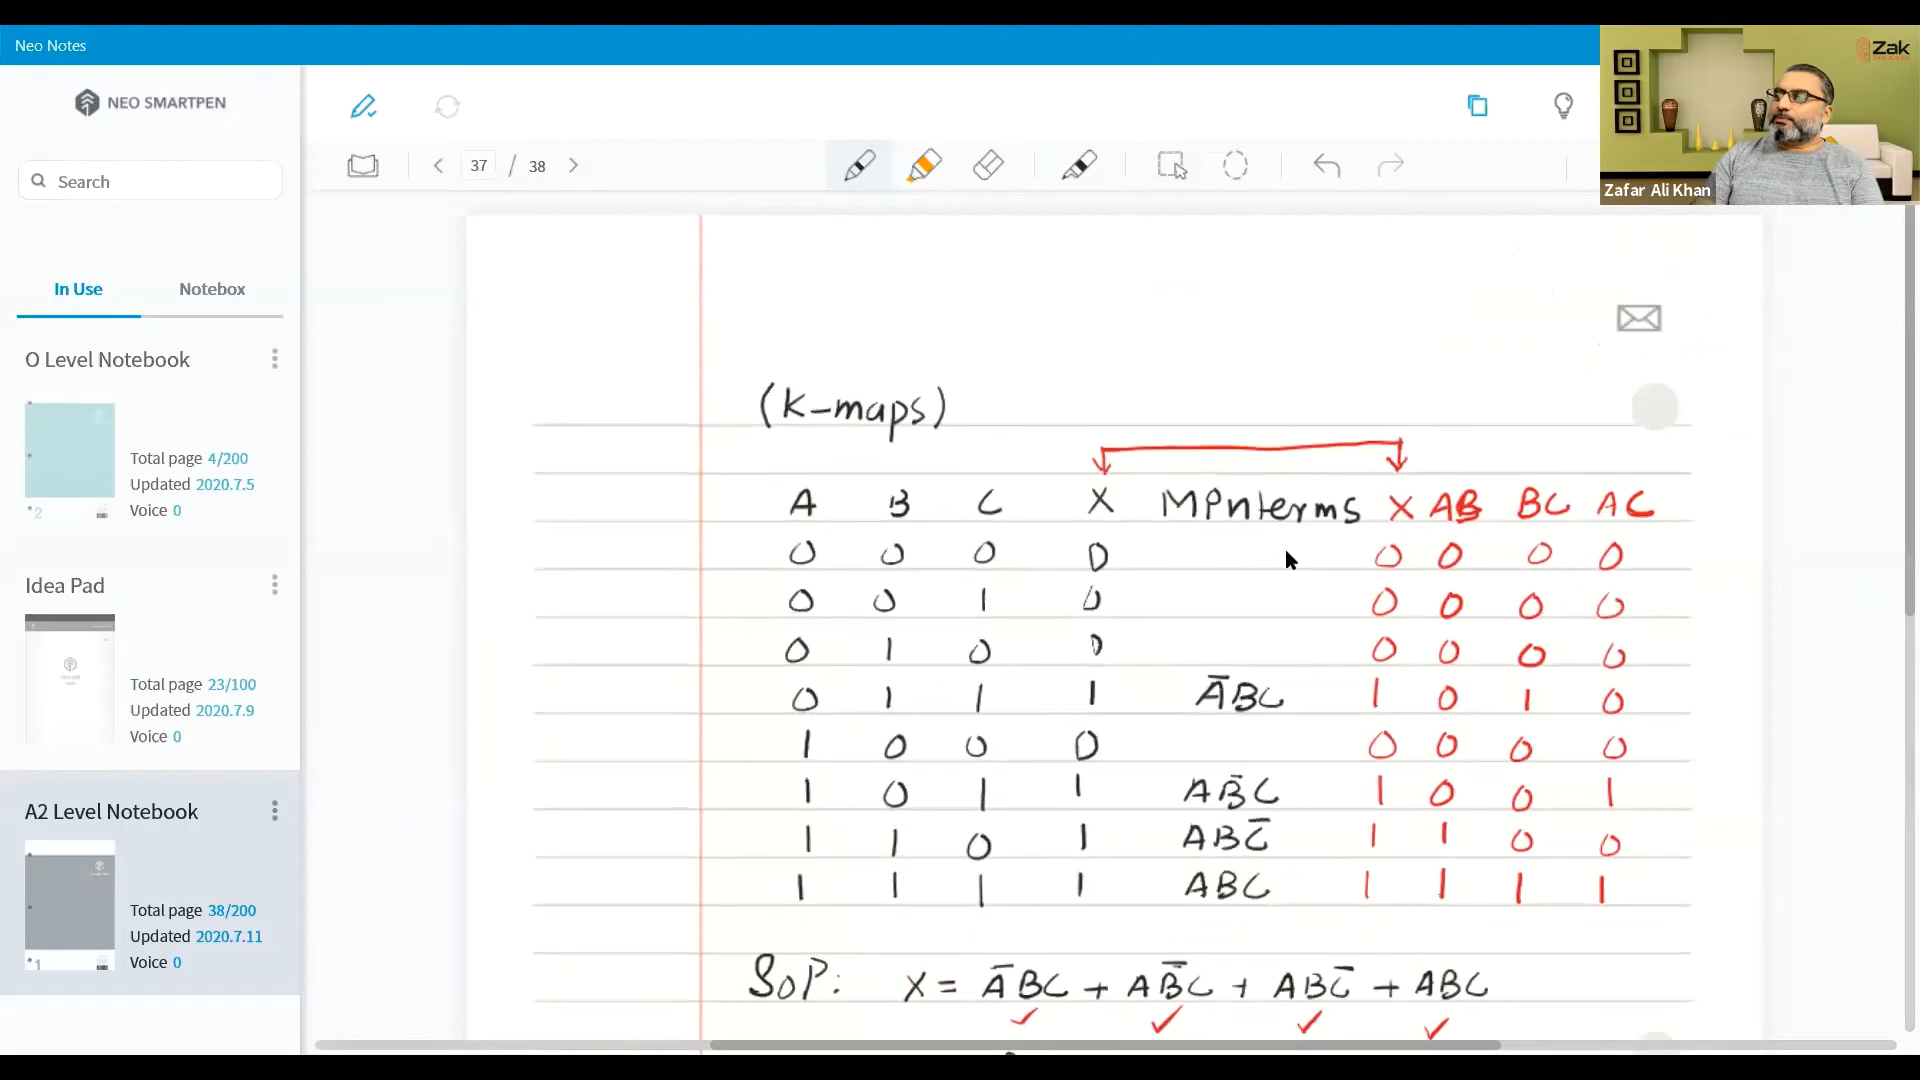 Neo Notes
Zak
NEO SMARTPEN
37 / 38
Search
Zafar Ali Khan
In Use Notebox
O Level Notebook
Total page 4/200
Updated 2020.7.5
Voice 0
2
Idea Pad
Total page 23/100
Updated 2020.7.9
Voice 0
A2 Level Notebook
Total page 38/200
Updated 2020.7.11
Voice 0
1
(K-maps)
A B C X Minterms X AB BC AC
0 0 0 0 0 0 0 0
0 0 1 0 0 0 0 0
0 1 0 0 0 0 0 0
0 1 1 1 A̅BC 1 0 1 0
1 0 0 0 0 0 0 0
1 0 1 1 AB̅C 1 0 0 1
1 1 0 1 ABC̅ 1 1 0 0
1 1 1 1 ABC 1 1 1 1
SoP: X = A̅BC + AB̅C + ABC̅ + ABC